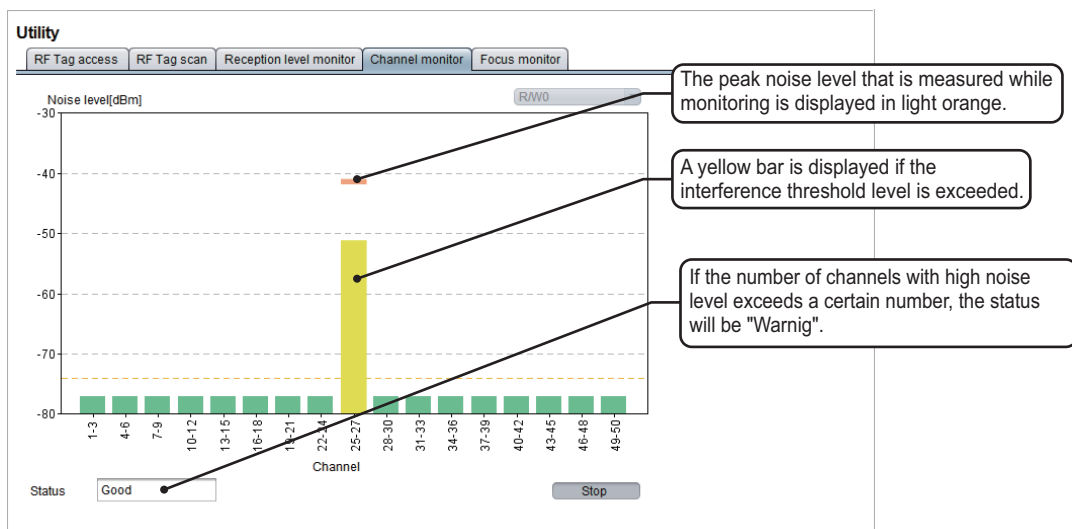 Utility
RF Tag access
RF Tag scan
Reception level monitor
Channel monitor
Focus monitor
Noise level[dBm]
R/W0
The peak noise level that is measured while
monitoring is displayed in light orange.
A yellow bar is displayed if the
interference threshold level is exceeded.
If the number of channels with high noise
level exceeds a certain number, the status
will be "Warnig".
-30
-40
-50
-60
-70
-80
1-3
4-6
7-9
10-12
13-15
16-18
19-21
22-24
25-27
28-30
31-33
34-36
37-39
40-42
43-45
46-48
49-50
Channel
Status
Good
Stop